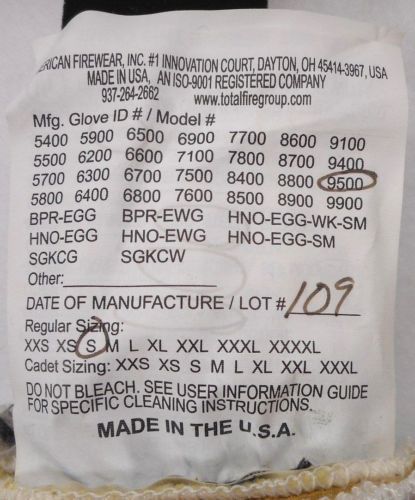 RICAN FIREWEAR, INC. #1 INNOVATION COURT, DAYTON, OH 45414-3967, USA
MADE IN USA, AN ISO-9001 REGISTERED COMPANY
937-264-2662 www.totalfiregroup.com
Mfg. Glove ID # / Model #
5400 5900 6500 6900 7700 8600 9100
5500 6200 6600 7100 7800 8700 9400
5700 6300 6700 7500 8400 8800 9500
5800 6400 6800 7600 8500 8900 9900
BPR-EGG BPR-EWG HNO-EGG-WK-SM
HNO-EGG HNO-EWG HNO-EGG-SM
SGKCG SGKCW
Other:
DATE OF MANUFACTURE / LOT # 109
Regular Sizing:
XXS XS S M L XL XXL XXXL XXXXL
Cadet Sizing: XXS XS S M L XL XXL XXXL
DO NOT BLEACH. SEE USER INFORMATION GUIDE
FOR SPECIFIC CLEANING INSTRUCTIONS.
MADE IN THE U.S.A.